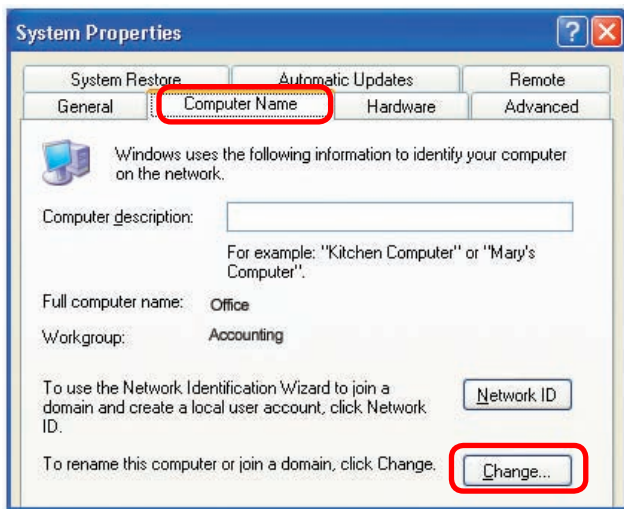 System Properties
System Restore Automatic Updates Remote
General Computer Name Hardware Advanced
Windows uses the following information to identify your computer
on the network.
Computer description:
For example: "Kitchen Computer" or "Mary's
Computer".
Full computer name: Office
Workgroup: Accounting
To use the Network Identification Wizard to join a
domain and create a local user account, click Network
ID.
Network ID
To rename this computer or join a domain, click Change.
Change...